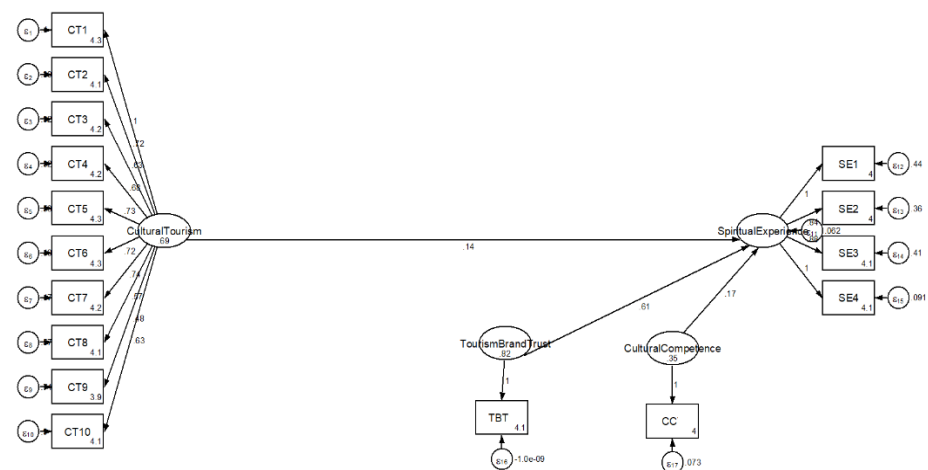 ε1
CT1
4.3
ε2
CT2
4.1
ε3
CT3
4.2
ε4
CT4
4.2
ε5
CT5
4.3
ε6
CT6
4.3
ε7
CT7
4.2
ε8
CT8
4.1
ε9
CT9
3.9
ε10
CT10
4.1
1
.73
.72
.63
CulturalTourism
.69
.14
TourismBrandTrust
.82
.61
1
TBT
4.1
ε16
-1.0e-09
CulturalCompetence
.35
.17
1
CC
4
ε17
.073
SpiritualExperience
.062
1
SE1
4
ε12
.44
SE2
4
ε13
.36
SE3
4.1
ε14
.41
1
SE4
4.1
ε15
.091